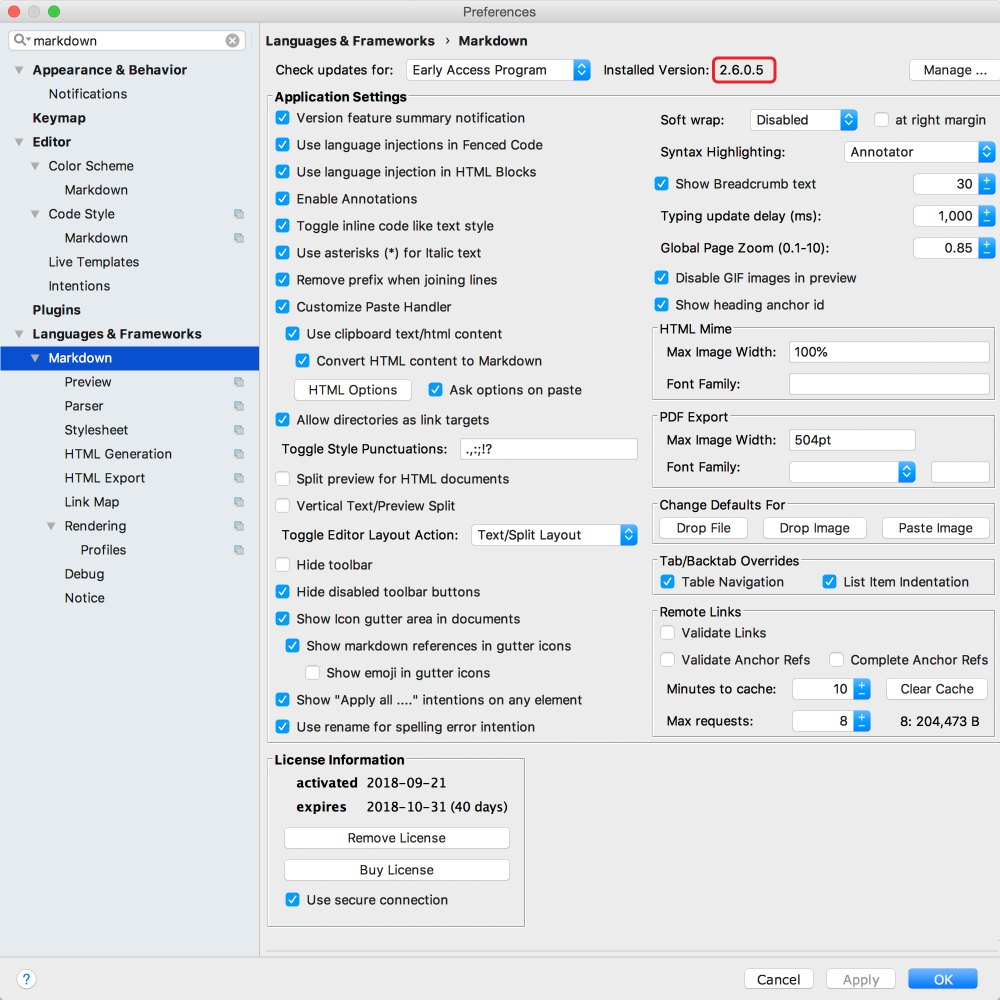 Preferences
markdown
Appearance & Behavior
Notifications
Keymap
Editor
Color Scheme
Markdown
Code Style
Markdown
Live Templates
Intentions
Plugins
Languages & Frameworks
Markdown
Preview
Parser
Stylesheet
HTML Generation
HTML Export
Link Map
Rendering
Profiles
Debug
Notice
Languages & Frameworks › Markdown
Check updates for: Early Access Program Installed Version: 2.6.0.5 Manage ...
Application Settings
Version feature summary notification
Use language injections in Fenced Code
Use language injection in HTML Blocks
Enable Annotations
Toggle inline code like text style
Use asterisks (*) for Italic text
Remove prefix when joining lines
Customize Paste Handler
Use clipboard text/html content
Convert HTML content to Markdown
HTML Options Ask options on paste
Allow directories as link targets
Toggle Style Punctuations: .,:;!?
Split preview for HTML documents
Vertical Text/Preview Split
Toggle Editor Layout Action: Text/Split Layout
Hide toolbar
Hide disabled toolbar buttons
Show Icon gutter area in documents
Show markdown references in gutter icons
Show emoji in gutter icons
Show "Apply all ...." intentions on any element
Use rename for spelling error intention
Soft wrap: Disabled at right margin
Syntax Highlighting: Annotator
Show Breadcrumb text 30
Typing update delay (ms): 1,000
Global Page Zoom (0.1-10): 0.85
Disable GIF images in preview
Show heading anchor id
HTML Mime
Max Image Width: 100%
Font Family:
PDF Export
Max Image Width: 504pt
Font Family:
Change Defaults For
Drop File Drop Image Paste Image
Tab/Backtab Overrides
Table Navigation List Item Indentation
Remote Links
Validate Links
Validate Anchor Refs Complete Anchor Refs
Minutes to cache: 10 Clear Cache
Max requests: 8 8: 204,473 B
License Information
activated 2018-09-21
expires 2018-10-31 (40 days)
Remove License
Buy License
Use secure connection
? Cancel Apply OK